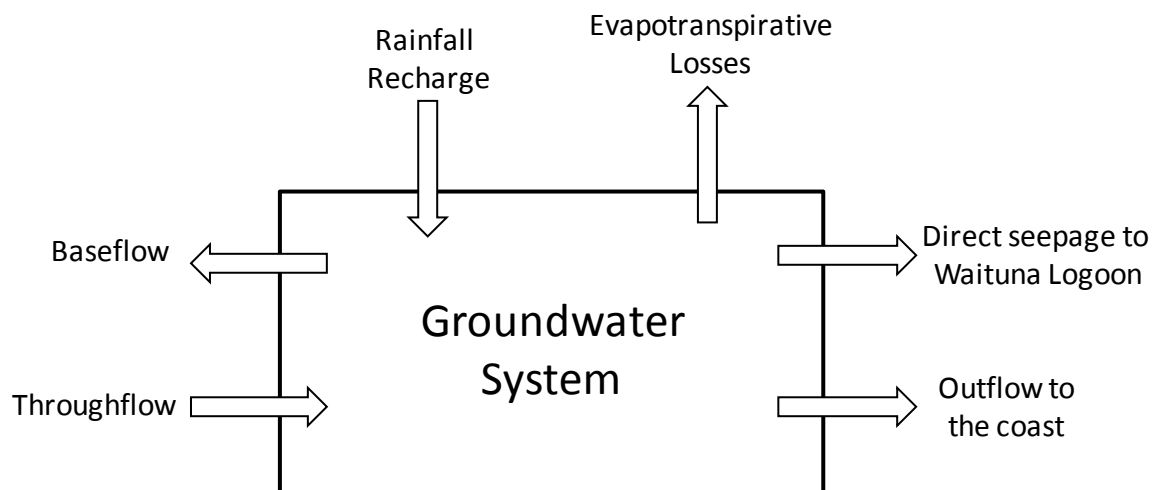 Rainfall
Recharge
Evapotranspirative
Losses
Baseflow
Direct seepage to
Waituna Logoon
Groundwater
System
Throughflow
Outflow to
the coast